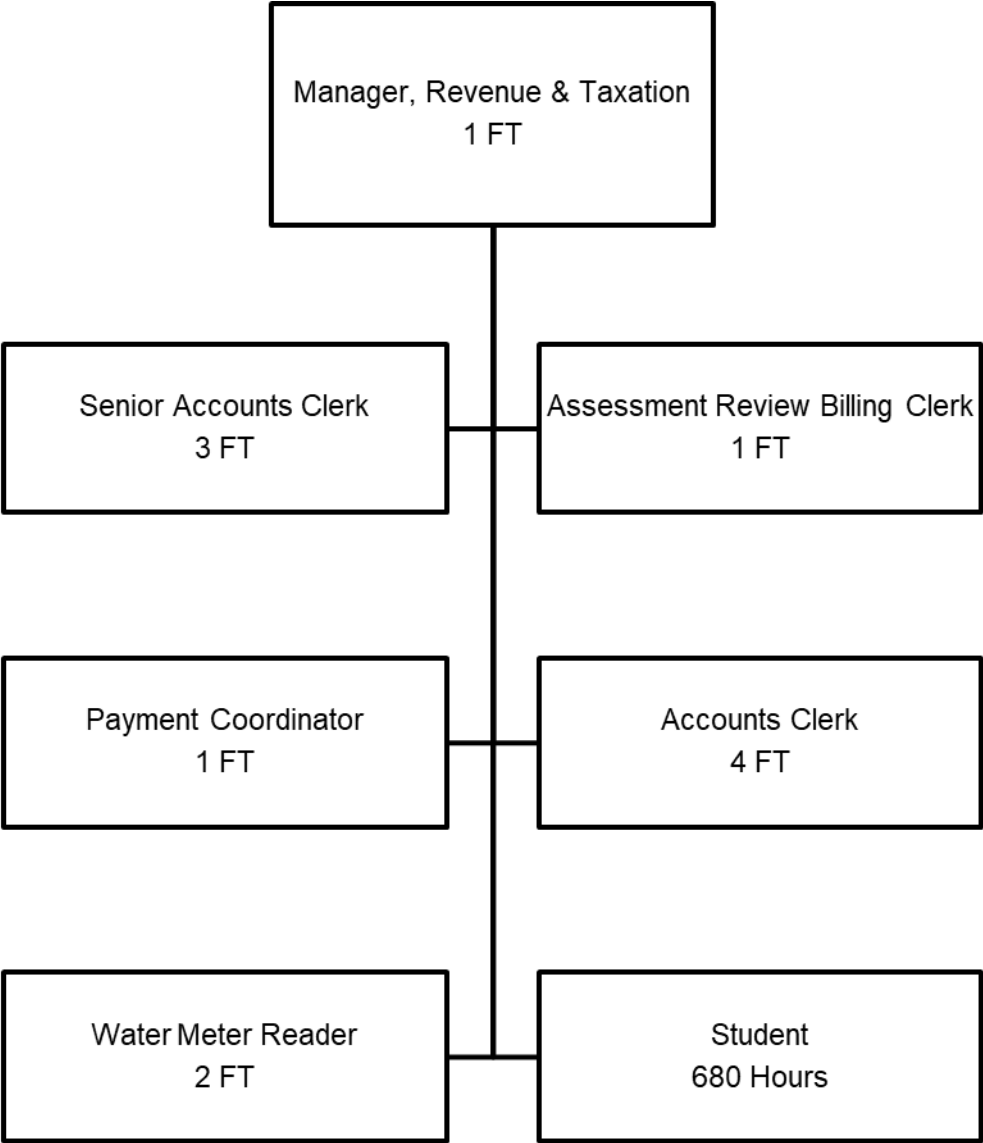 Manager, Revenue & Taxation
1 FT
Senior Accounts Clerk
3 FT
Assessment Review Billing Clerk
1 FT
Payment Coordinator
1 FT
Accounts Clerk
4 FT
Water Meter Reader
2 FT
Student
680 Hours